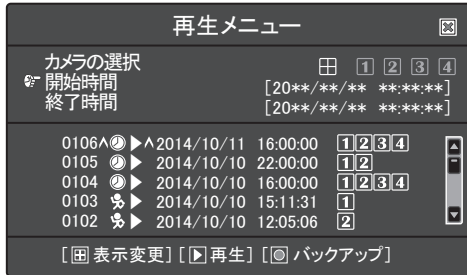 再生メニュー
カメラの選択 1 2 3 4
開始時間 [20**/**/** **:**:**]
終了時間 [20**/**/** **:**:**]
0106 2014/10/11 16:00:00 1 2 3 4
0105 2014/10/10 22:00:00 1 2
0104 2014/10/10 16:00:00 1 2 3 4
0103 2014/10/10 15:11:31 1
0102 2014/10/10 12:05:06 2
[田 表示変更] [▶ 再生] [◎ バックアップ]